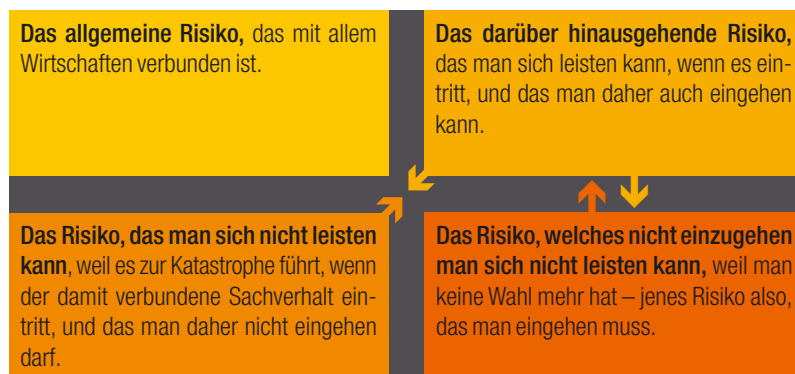 Das allgemeine Risiko, das mit allem
Wirtschaften verbunden ist.
Das darüber hinausgehende Risiko,
das man sich leisten kann, wenn es ein-
tritt, und das man daher auch eingehen
kann.
Das Risiko, das man sich nicht leisten
kann, weil es zur Katastrophe führt, wenn
der damit verbundene Sachverhalt ein-
tritt, und das man daher nicht eingehen
darf.
Das Risiko, welches nicht einzugehen
man sich nicht leisten kann, weil man
keine Wahl mehr hat – jenes Risiko also,
das man eingehen muss.